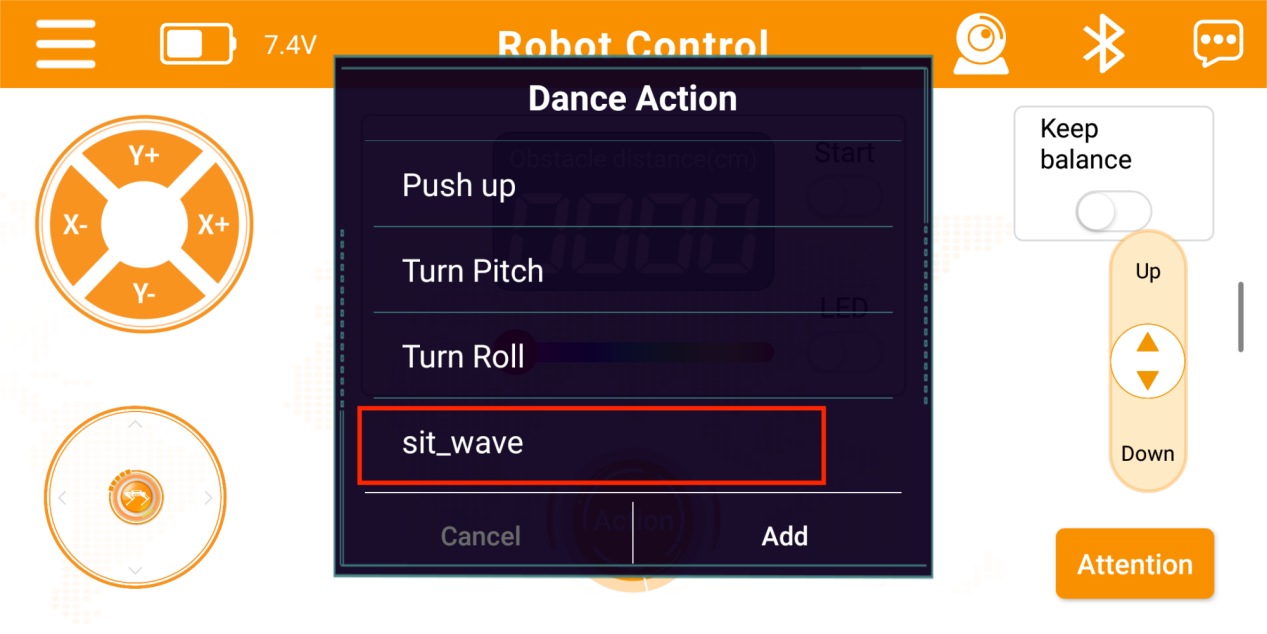 7.4V
Robot Control
Dance Action
Y+
X-
X+
Y-
Obstacle distance(cm)
Start
Push up
Turn Pitch
LED
Turn Roll
sit_wave
Action
Cancel
Add
Keep
balance
Up
Down
Attention